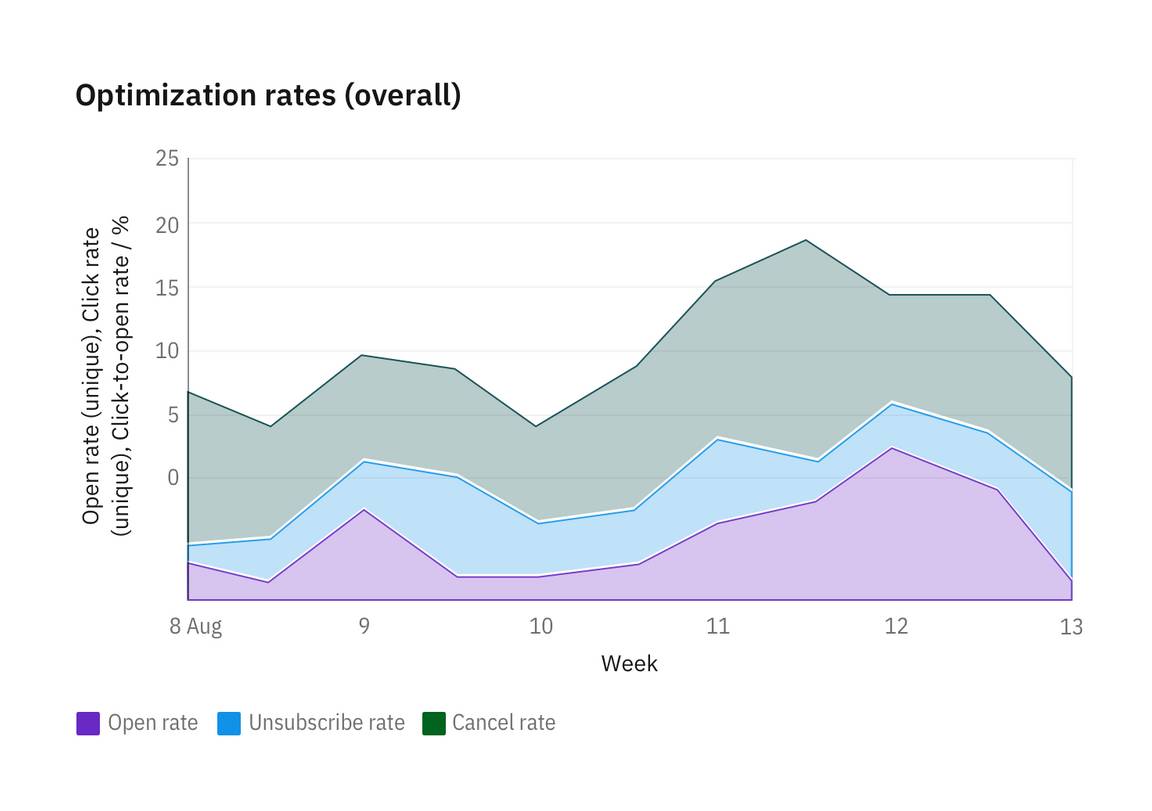 Optimization rates (overall)
Open rate (unique), Click rate
(unique), Click-to-open rate / %
25
20
15
10
5
0
8 Aug 9 10 11 12 13
Week
Open rate Unsubscribe rate Cancel rate